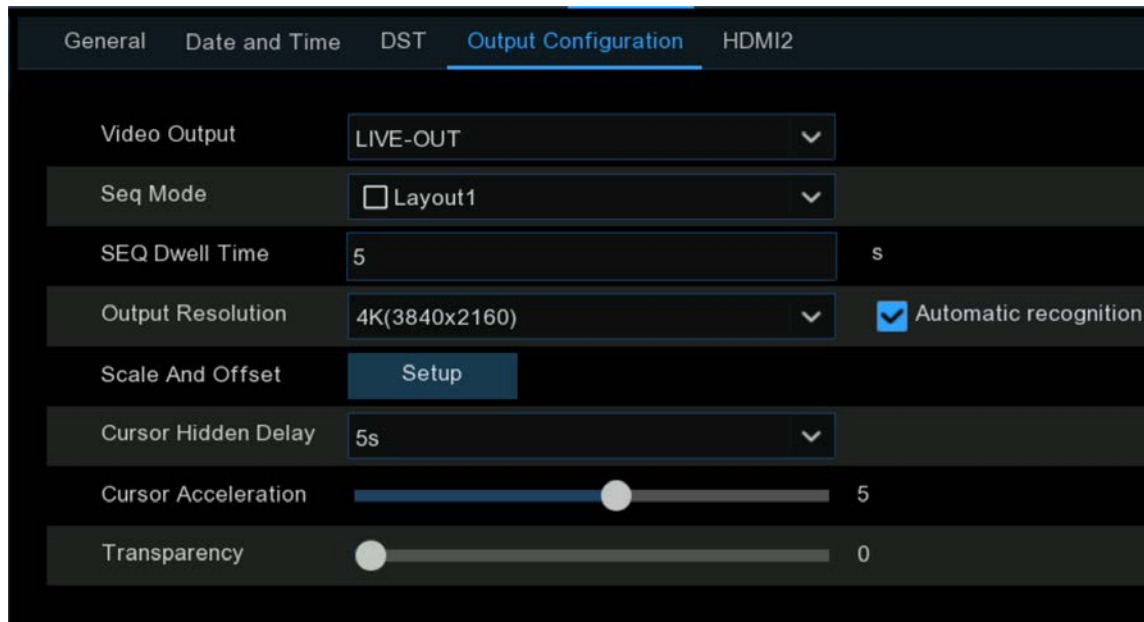 General Date and Time DST Output Configuration HDMI2
Video Output LIVE-OUT
Seq Mode Layout1
SEQ Dwell Time 5 s
Output Resolution 4K(3840x2160) Automatic recognition
Scale And Offset Setup
Cursor Hidden Delay 5s
Cursor Acceleration 5
Transparency 0